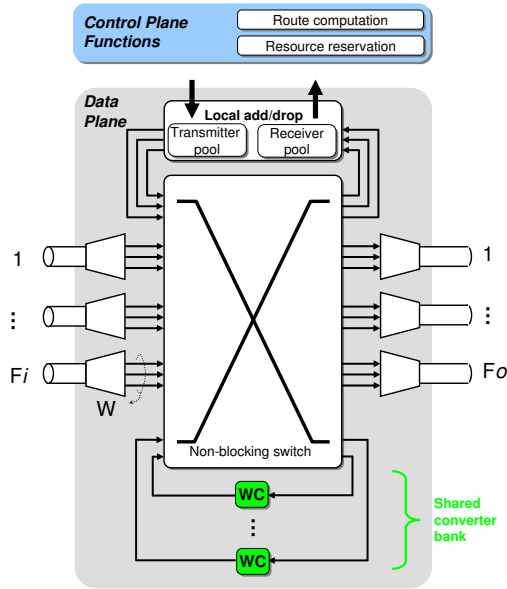 Control Plane
Functions
Route computation
Resource reservation
Data
Plane
Local add/drop
Transmitter
pool
Receiver
pool
1
1
...
...
Fi
Fo
W
Non-blocking switch
WC
...
WC
Shared
converter
bank